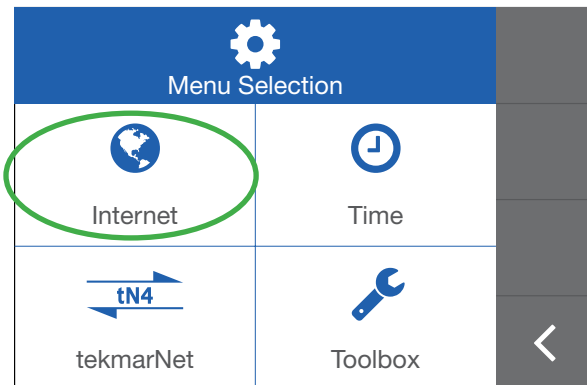 Menu Selection
Internet
Time
tN4
tekmarNet
Toolbox